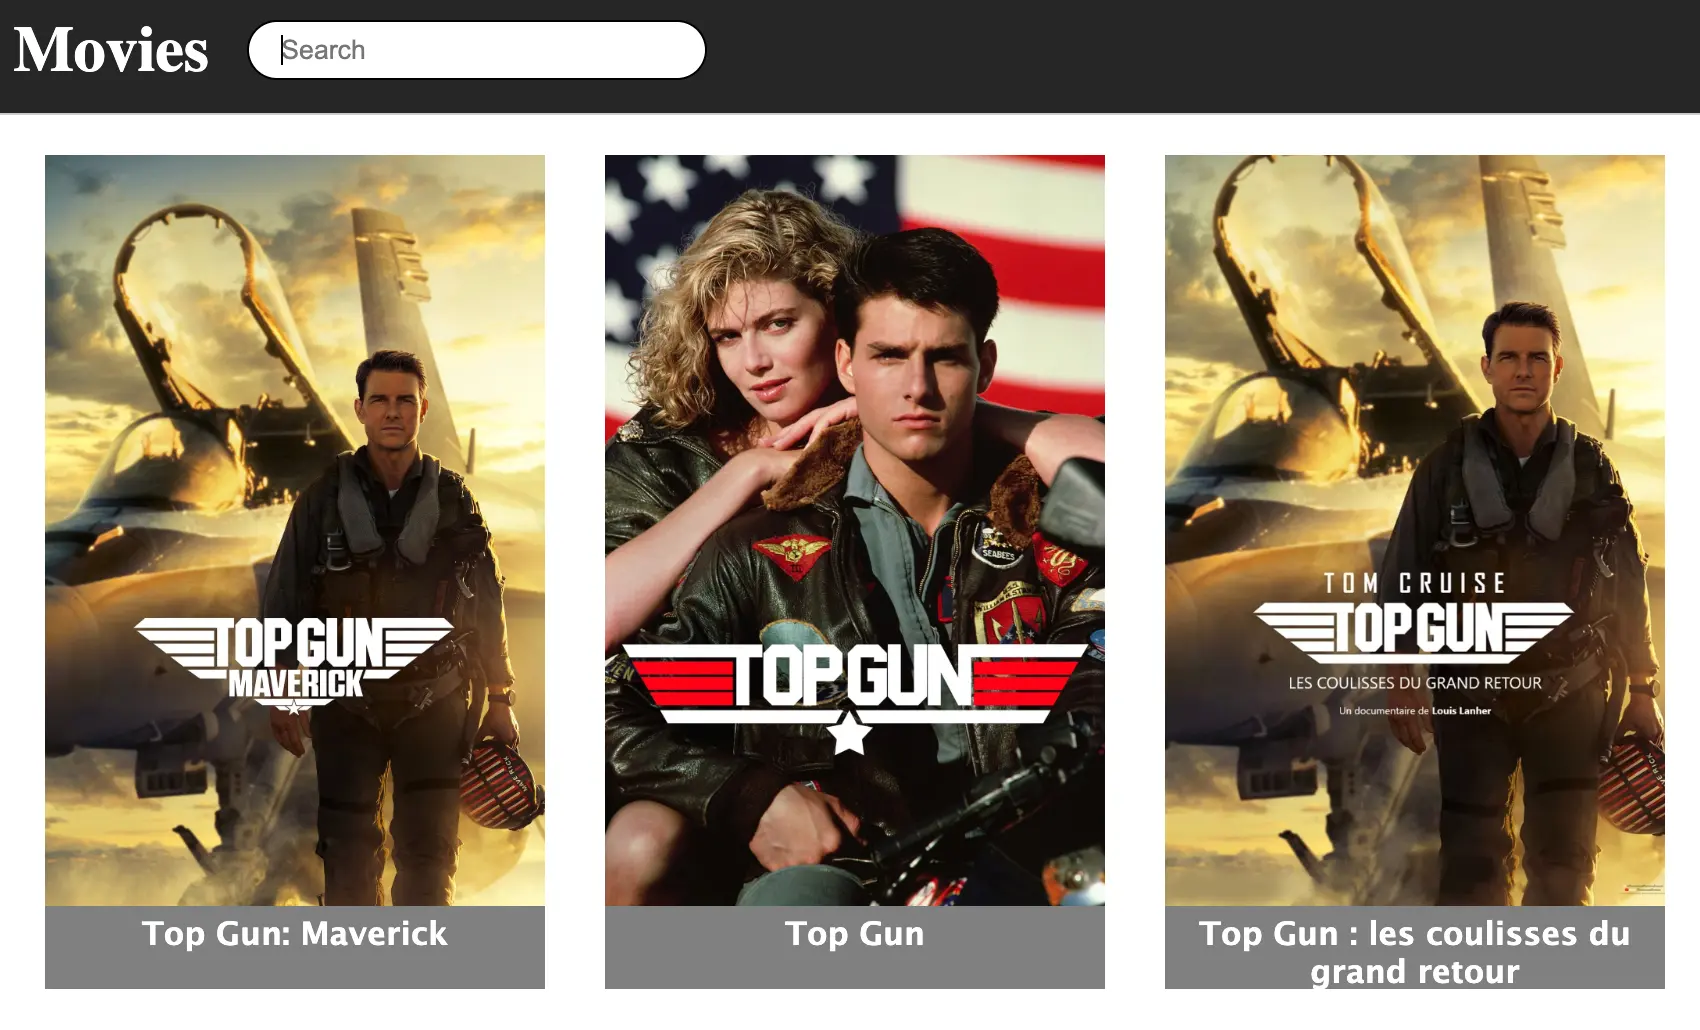 Movies
Search
TOP GUN
MAVERICK
Top Gun: Maverick
SEABEES
TOP GUN
Top Gun
TOM CRUISE
TOP GUN
LES COULISSES DU GRAND RETOUR
Un documentaire de Louis Lanher
Top Gun : les coulisses du
grand retour